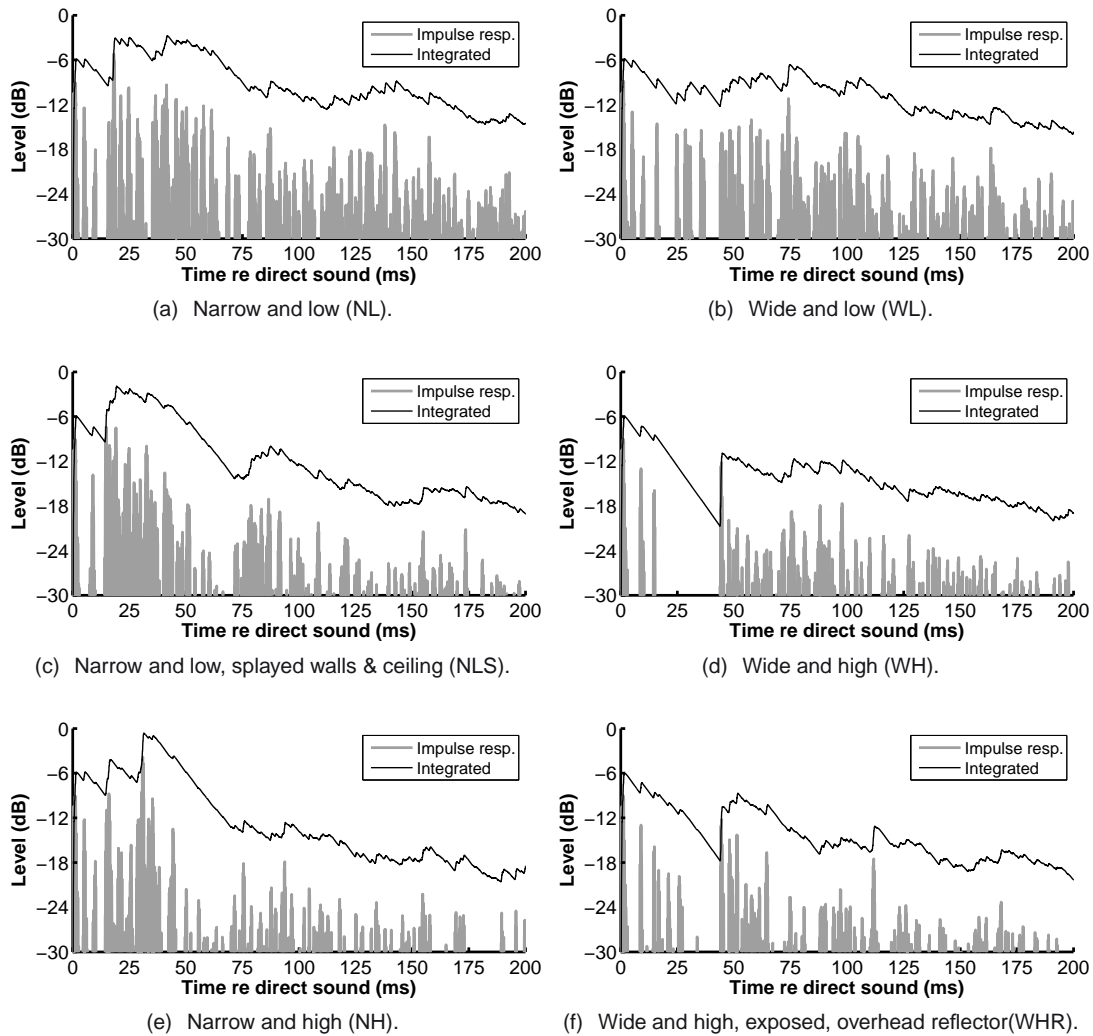 0
−6
−12
−18
−24
−30
Level (dB)
Impulse resp.
Integrated
0 25 50 75 100 125 150 175 200
Time re direct sound (ms)
(a) Narrow and low (NL).
0
−6
−12
−18
−24
−30
Level (dB)
Impulse resp.
Integrated
0 25 50 75 100 125 150 175 200
Time re direct sound (ms)
(b) Wide and low (WL).
0
−6
−12
−18
−24
−30
Level (dB)
Impulse resp.
Integrated
0 25 50 75 100 125 150 175 200
Time re direct sound (ms)
(c) Narrow and low, splayed walls & ceiling (NLS).
0
−6
−12
−18
−24
−30
Level (dB)
Impulse resp.
Integrated
0 25 50 75 100 125 150 175 200
Time re direct sound (ms)
(d) Wide and high (WH).
0
−6
−12
−18
−24
−30
Level (dB)
Impulse resp.
Integrated
0 25 50 75 100 125 150 175 200
Time re direct sound (ms)
(e) Narrow and high (NH).
0
−6
−12
−18
−24
−30
Level (dB)
Impulse resp.
Integrated
0 25 50 75 100 125 150 175 200
Time re direct sound (ms)
(f) Wide and high, exposed, overhead reflector(WHR).